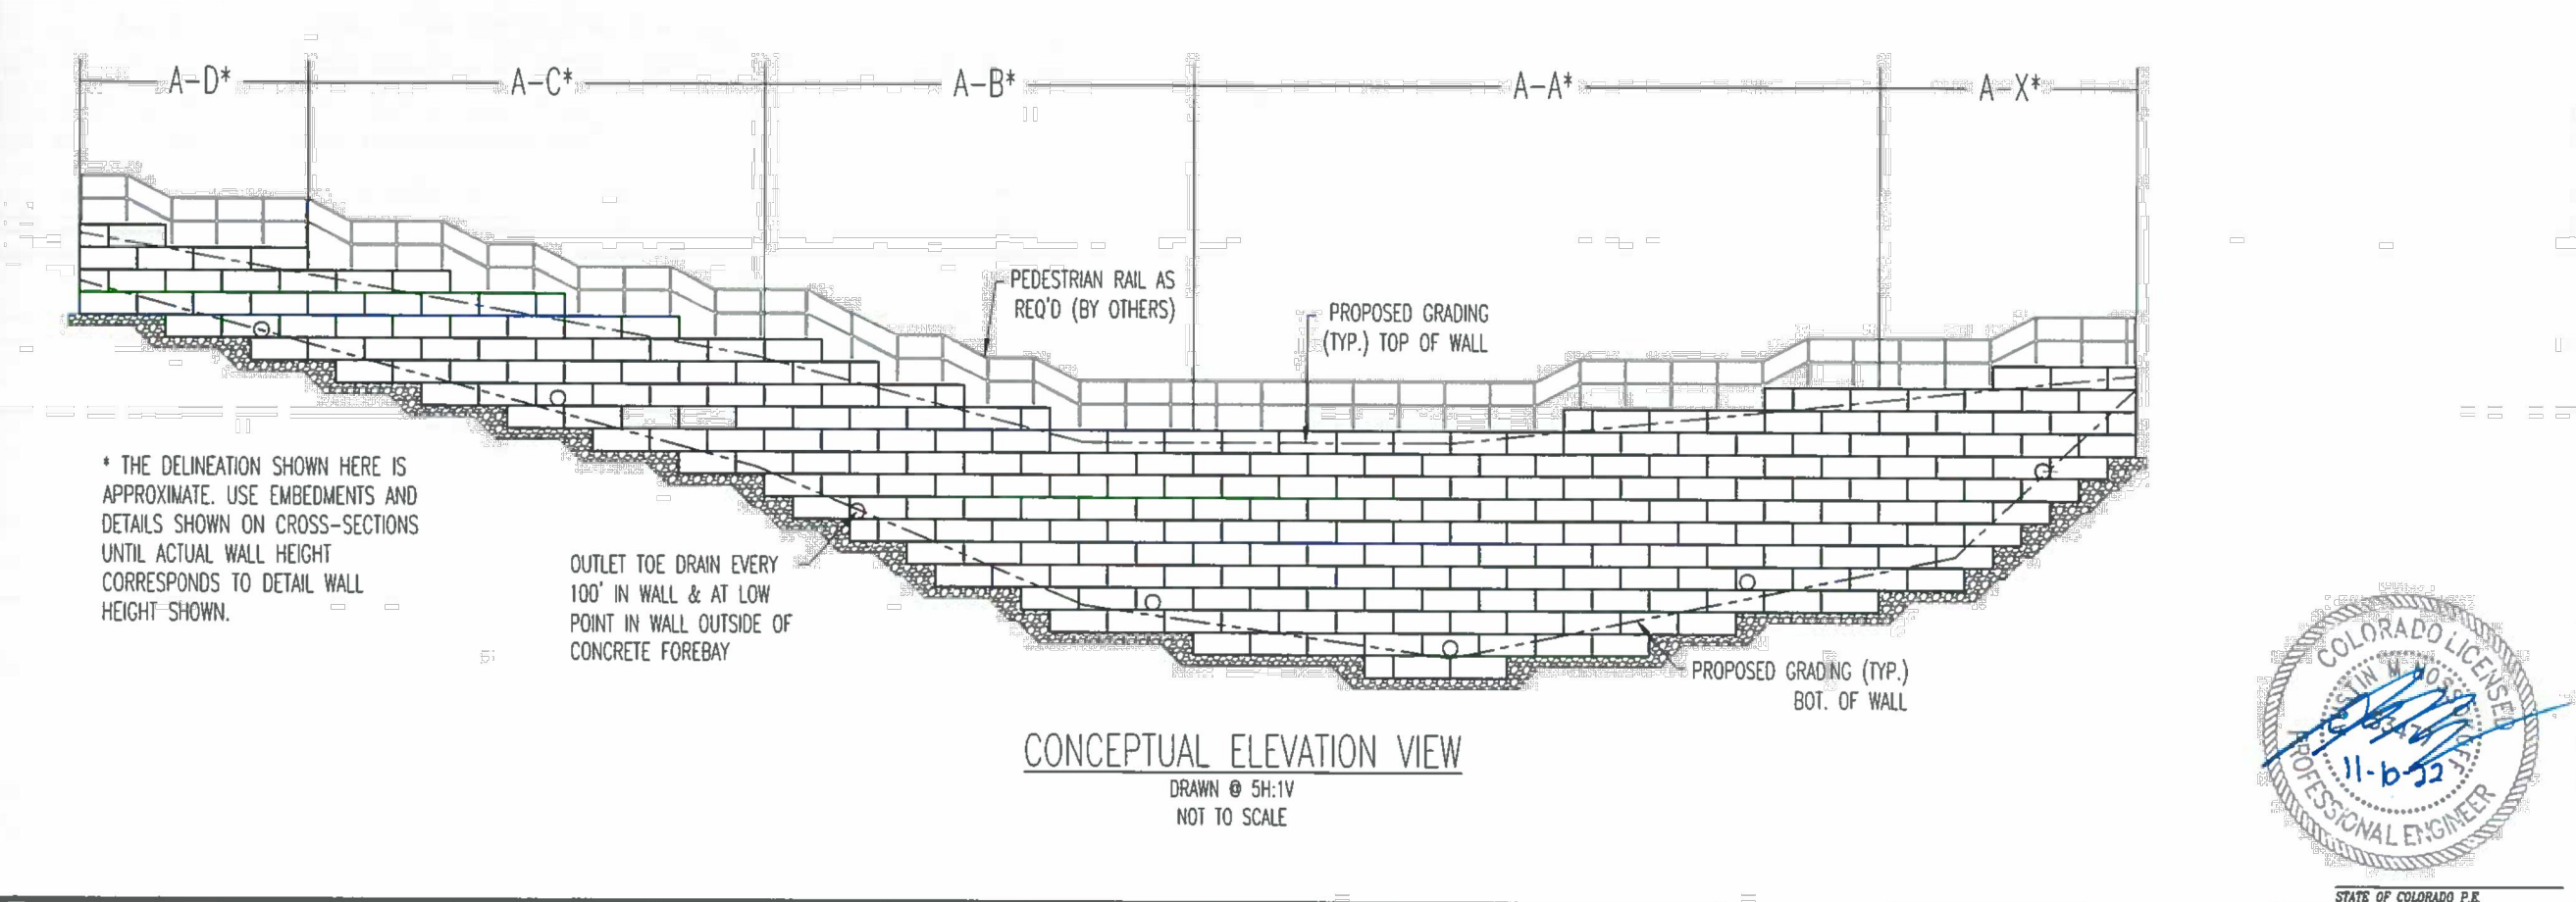 A-D*
A-C*
A-B*
A-A*
A-X*
PEDESTRIAN RAIL AS
REQ'D (BY OTHERS)
PROPOSED GRADING
(TYP.) TOP OF WALL
* THE DELINEATION SHOWN HERE IS
APPROXIMATE. USE EMBEDMENTS AND
DETAILS SHOWN ON CROSS-SECTIONS
UNTIL ACTUAL WALL HEIGHT
CORRESPONDS TO DETAIL WALL
HEIGHT SHOWN.
OUTLET TOE DRAIN EVERY
100' IN WALL & AT LOW
POINT IN WALL OUTSIDE OF
CONCRETE FOREBAY
PROPOSED GRADING (TYP.)
BOT. OF WALL
CONCEPTUAL ELEVATION VIEW
DRAWN @ 5H:1V
NOT TO SCALE
COLORADO LICENSED
PROFESSIONAL ENGINEER
STATE OF COLORADO P.E.